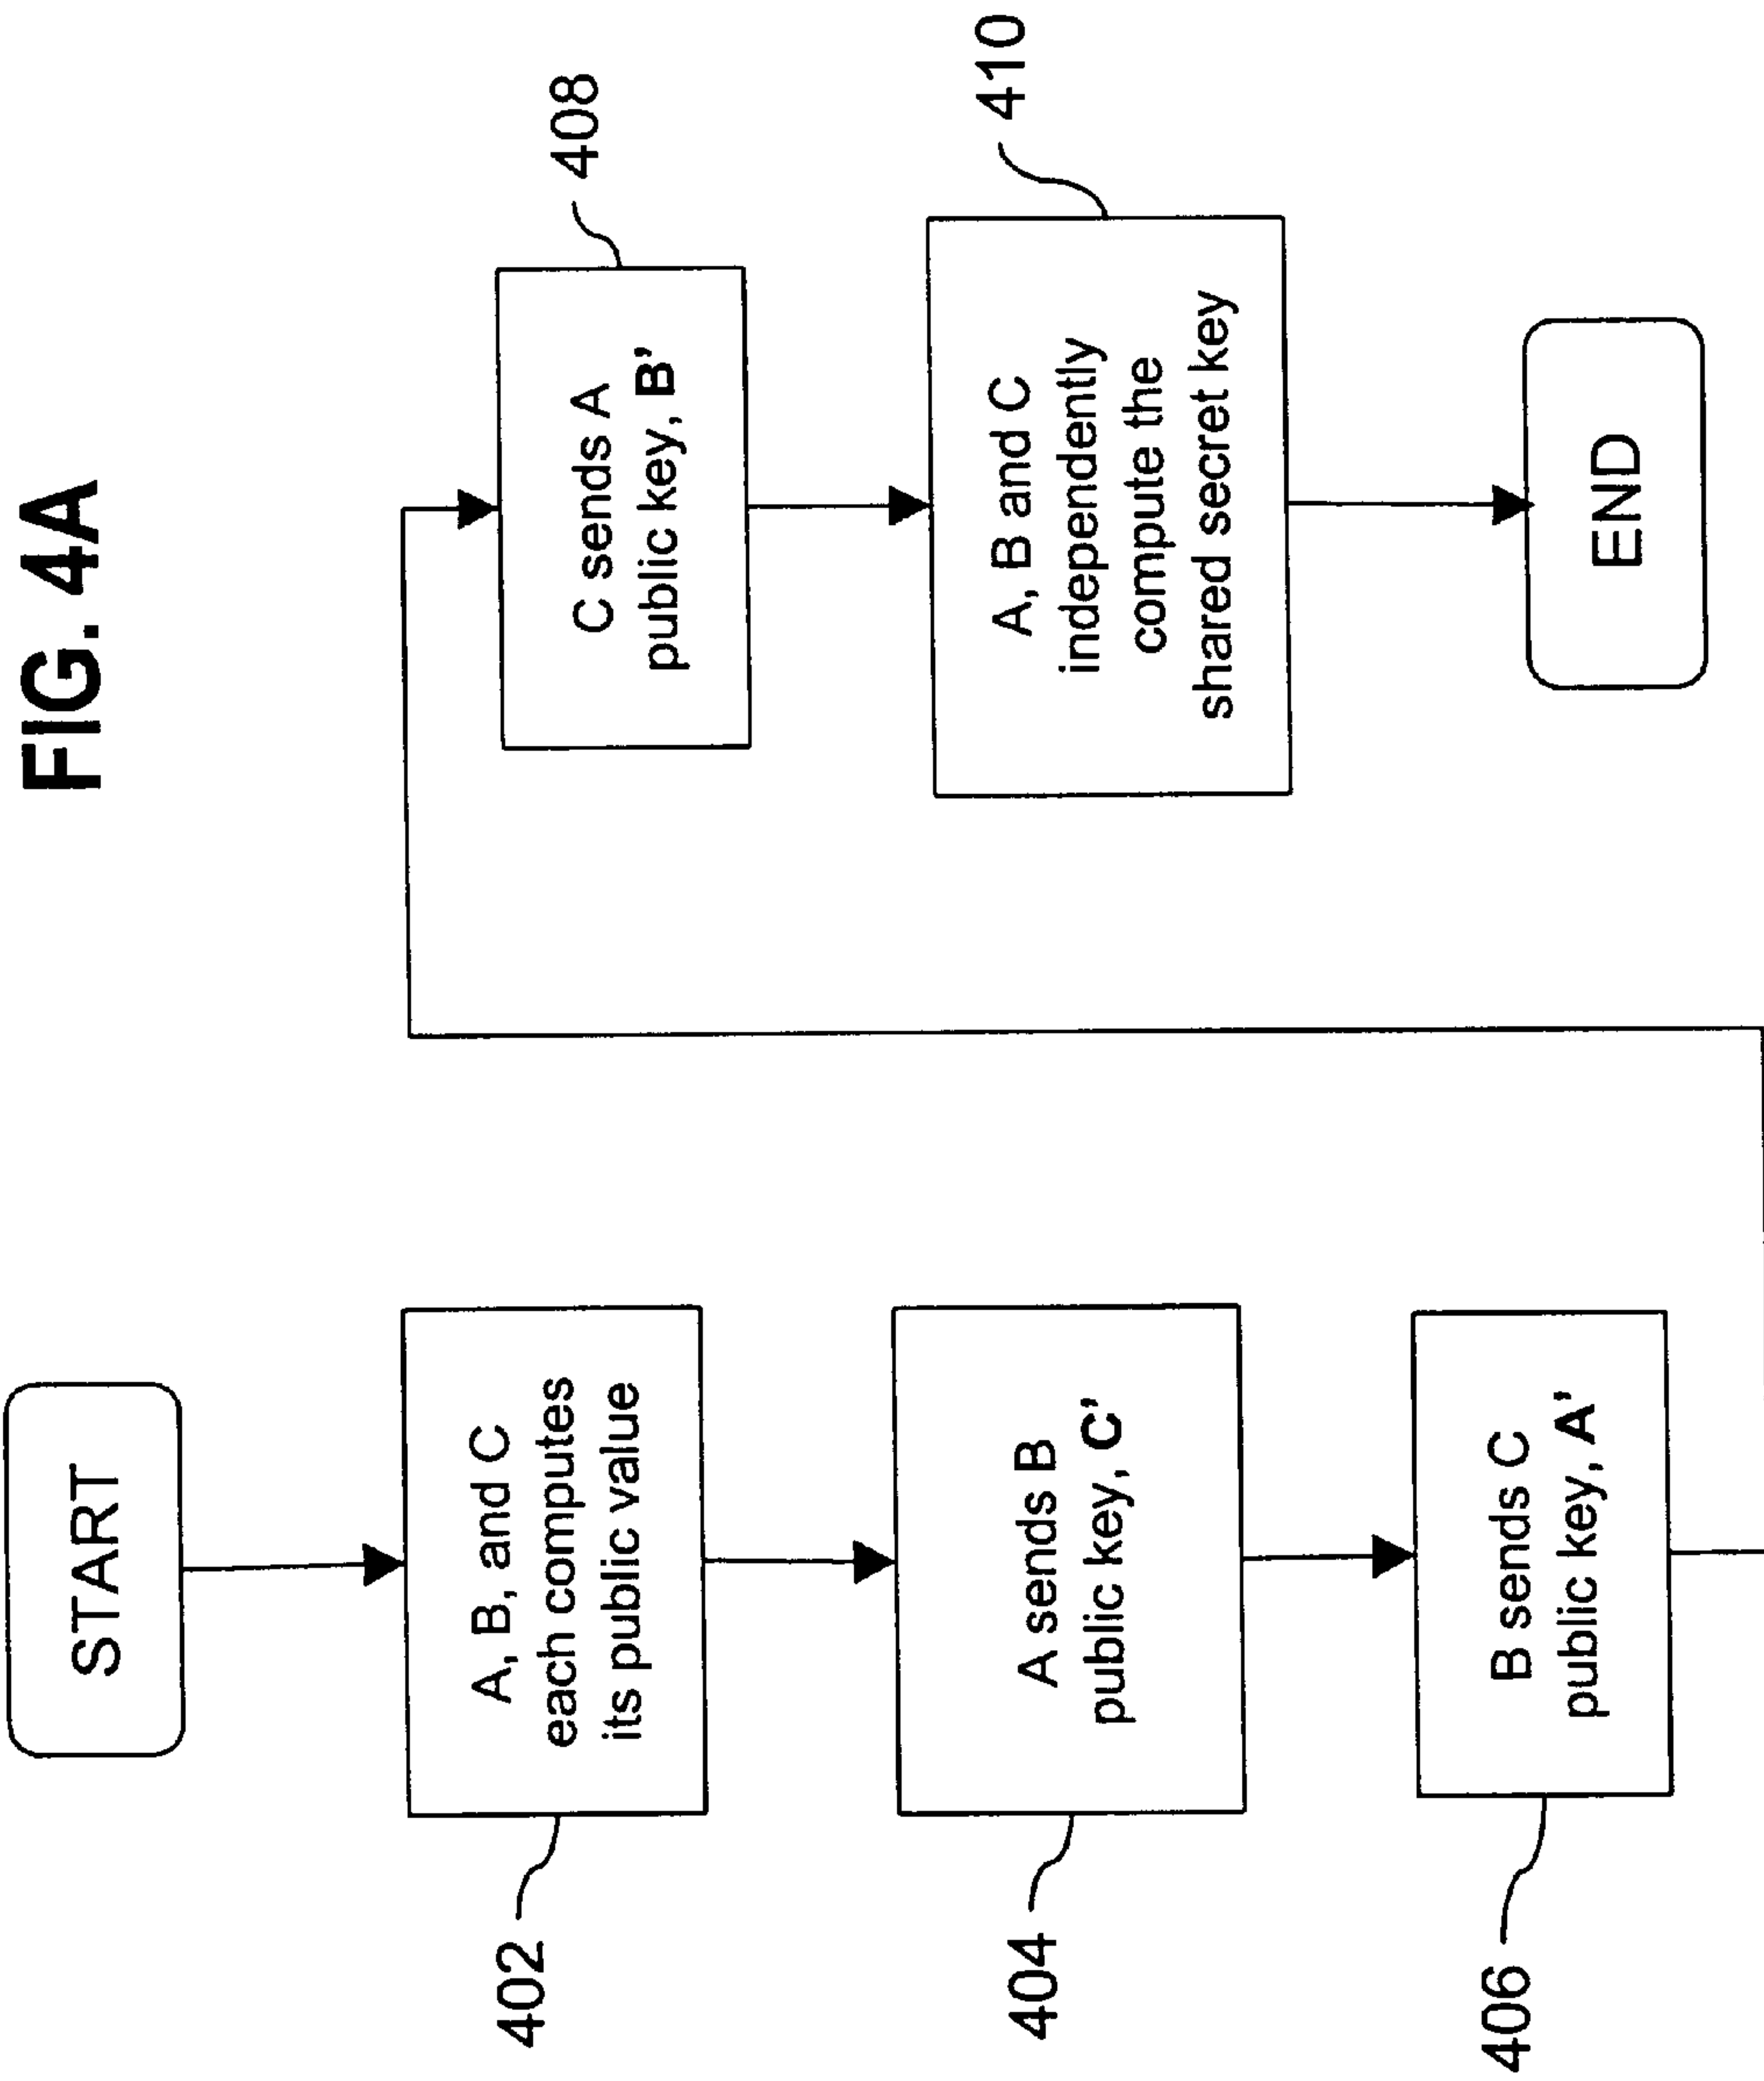 FIG. 4A
START
402
A, B, and C
each computes
its public value
404
A sends B
public key, C'
406
B sends C
public key, A'
408
C sends A
public key, B'
410
A, B and C
independently
compute the
shared secret key
END